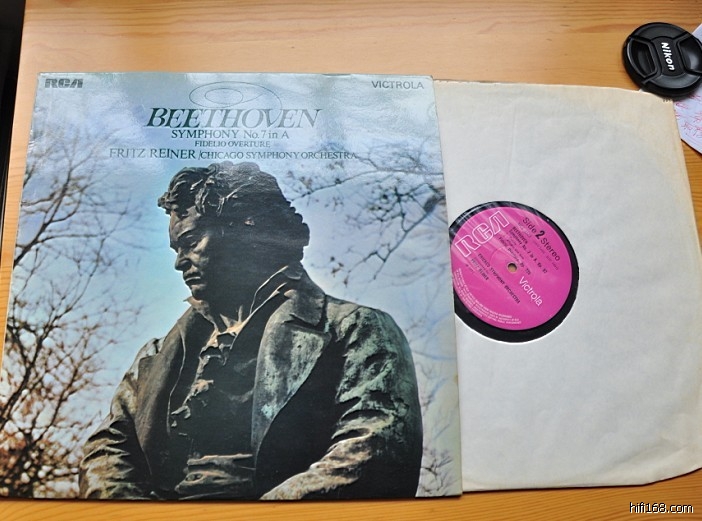 RCA
VICTROLA
BEETHOVEN
SYMPHONY No.7 in A
FIDELIO OVERTURE
FRITZ REINER/CHICAGO SYMPHONY ORCHESTRA
Nikon
RCA
Side 2 Stereo
Victrola
hifi168.com